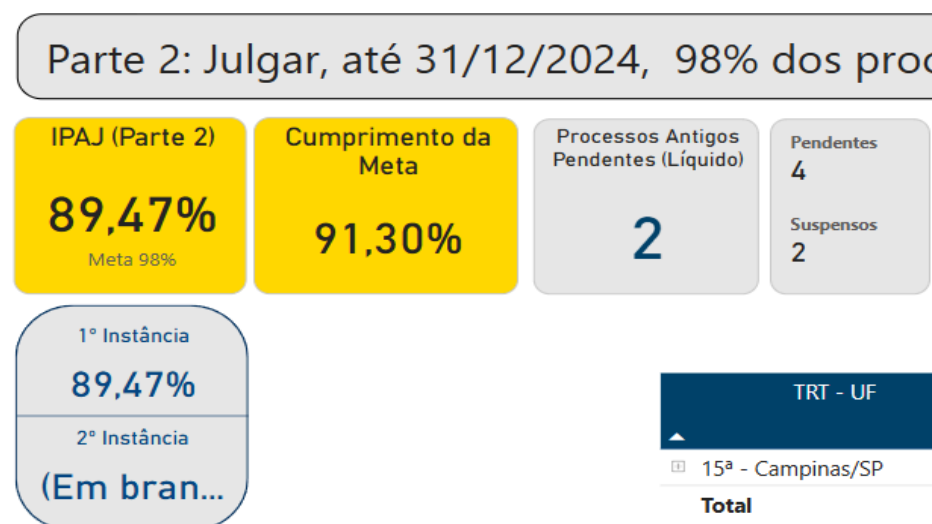 Parte 2: Julgar, até 31/12/2024, 98% dos proc
IPAJ (Parte 2)
89,47%
Meta 98%
Cumprimento da
Meta
91,30%
Processos Antigos
Pendentes (Líquido)
2
Pendentes
4
Suspensos
2
1º Instância
89,47%
2º Instância
(Em bran...
TRT - UF
15ª - Campinas/SP
Total